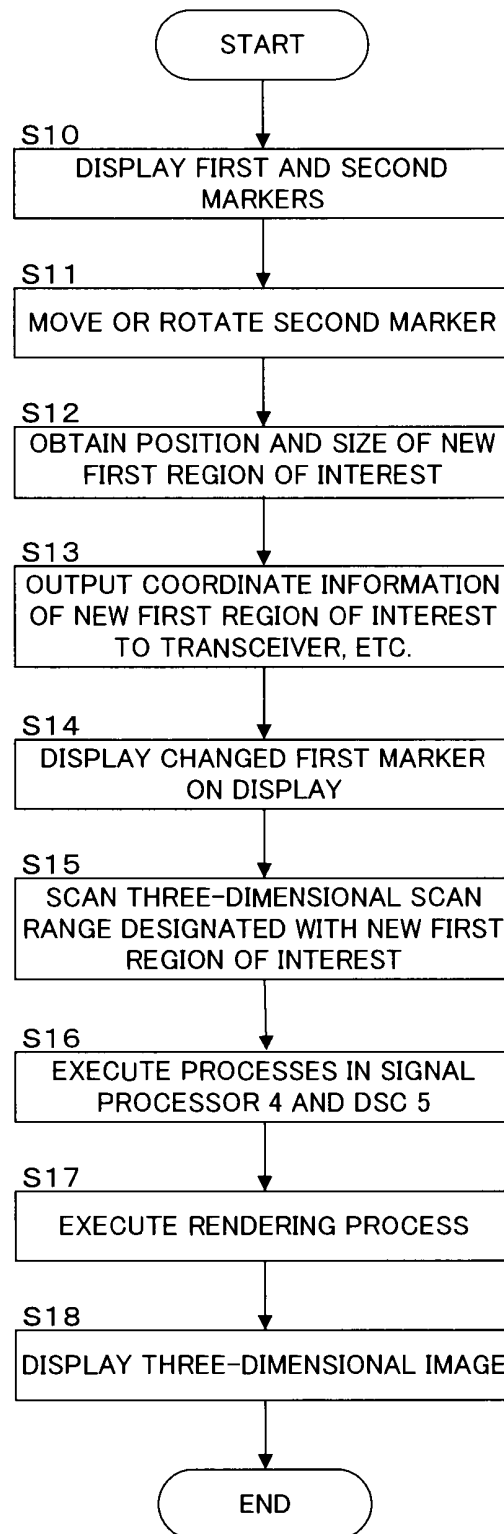 START
S10
DISPLAY FIRST AND SECOND
MARKERS
S11
MOVE OR ROTATE SECOND MARKER
S12
OBTAIN POSITION AND SIZE OF NEW
FIRST REGION OF INTEREST
S13
OUTPUT COORDINATE INFORMATION
OF NEW FIRST REGION OF INTEREST
TO TRANSCEIVER, ETC.
S14
DISPLAY CHANGED FIRST MARKER
ON DISPLAY
S15
SCAN THREE-DIMENSIONAL SCAN
RANGE DESIGNATED WITH NEW FIRST
REGION OF INTEREST
S16
EXECUTE PROCESSES IN SIGNAL
PROCESSOR 4 AND DSC 5
S17
EXECUTE RENDERING PROCESS
S18
DISPLAY THREE-DIMENSIONAL IMAGE
END